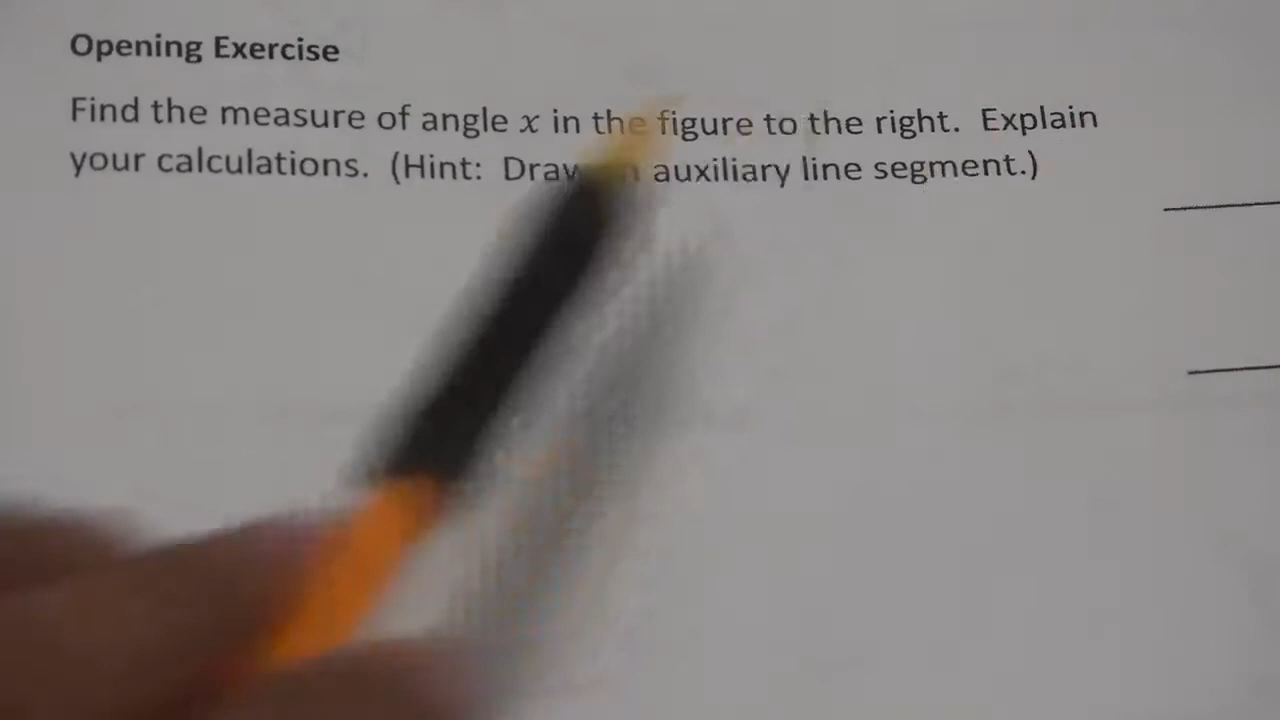 Opening Exercise
Find the measure of angle x in the figure to the right. Explain
your calculations. (Hint: Draw auxiliary line segment.)